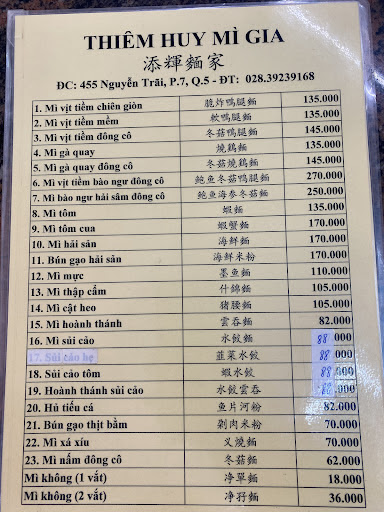 THIÊM HUY MÌ GIA
添輝麵家
ĐC: 455 Nguyễn Trãi, P.7, Q.5 - ĐT: 028.39239168
1. Mì vịt tiềm chiên giòn 脆炸鴨腿麵 135.000
2. Mì vịt tiềm mềm 軟鴨腿麵 135.000
3. Mì vịt tiềm đông cô 冬菇鴨腿麵 145.000
4. Mì gà quay 燒鷄麵 135.000
5. Mì gà quay đông cô 冬菇燒鷄麵 145.000
6. Mì vịt tiềm bào ngư đông cô 鮑魚冬菇鴨腿麵 270.000
7. Mì bào ngư hải sâm đông cô 鮑魚海參冬菇麵 250.000
8. Mì tôm 蝦麵 135.000
9. Mì tôm cua 蝦蟹麵 170.000
10. Mì hải sản 海鮮麵 170.000
11. Bún gạo hải sản 海鮮米粉 170.000
12. Mì mực 墨魚麵 110.000
13. Mì thập cẩm 什錦麵 105.000
14. Mì cật heo 猪腰麵 105.000
15. Mì hoành thánh 雲吞麵 82.000
16. Mì sủi cảo 水餃麵 88.000
17. Sủi cảo hẹ 韮菜水餃 88.000
18. Sủi cảo tôm 蝦水餃 88.000
19. Hoành thánh sủi cảo 水餃雲吞 88.000
20. Hủ tiếu cá 鱼片河粉 82.000
21. Bún gạo thịt bằm 剁肉米粉 70.000
22. Mì xá xíu 义燒麵 70.000
23. Mì nấm đông cô 冬菇麵 62.000
Mì không (1 vắt) 净單麵 18.000
Mì không (2 vắt) 净孖麵 36.000